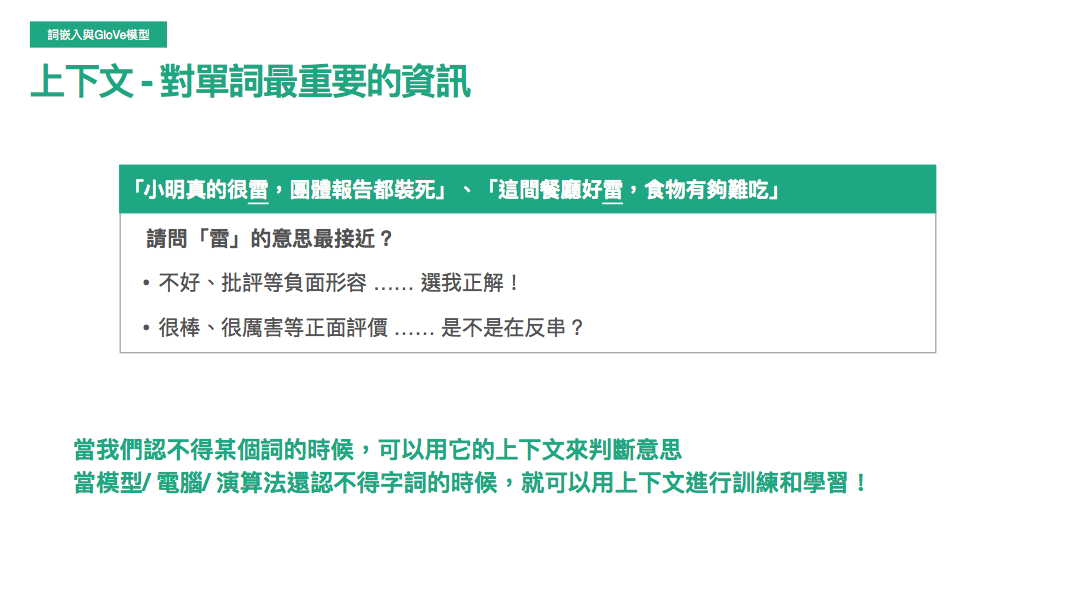 詞嵌入與GloVe模型
上下文 - 對單詞最重要的資訊
「小明真的很雷，團體報告都裝死」、「這間餐廳好雷，食物有夠難吃」
請問「雷」的意思最接近？
• 不好、批評等負面形容 …… 選我正解！
• 很棒、很厲害等正面評價 …… 是不是在反串？
當我們認不得某個詞的時候，可以用它的上下文來判斷意思
當模型/ 電腦/ 演算法還認不得字詞的時候，就可以用上下文進行訓練和學習！